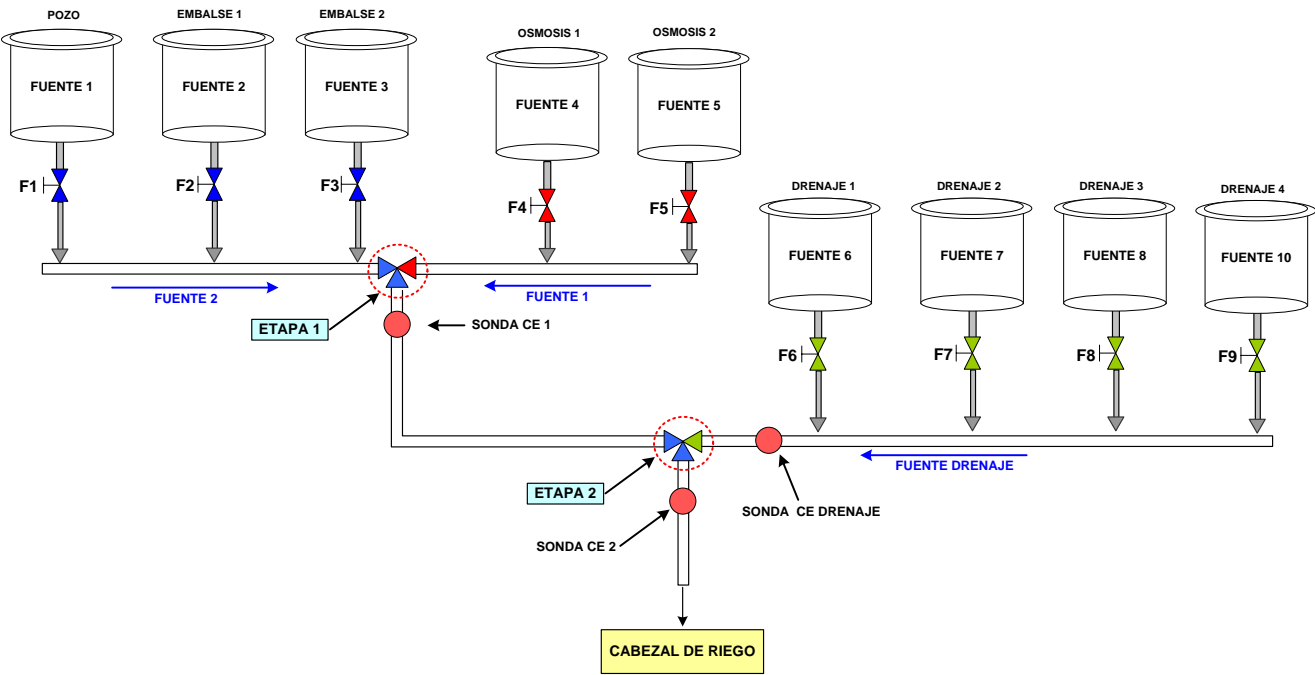 POZO
EMBALSE 1
EMBALSE 2
OSMOSIS 1
OSMOSIS 2
FUENTE 1
FUENTE 2
FUENTE 3
FUENTE 4
FUENTE 5
F1
F2
F3
F4
F5
DRENAJE 1
DRENAJE 2
DRENAJE 3
DRENAJE 4
FUENTE 6
FUENTE 7
FUENTE 8
FUENTE 10
FUENTE 2
FUENTE 1
ETAPA 1
SONDA CE 1
F6
F7
F8
F9
FUENTE DRENAJE
ETAPA 2
SONDA CE DRENAJE
SONDA CE 2
CABEZAL DE RIEGO